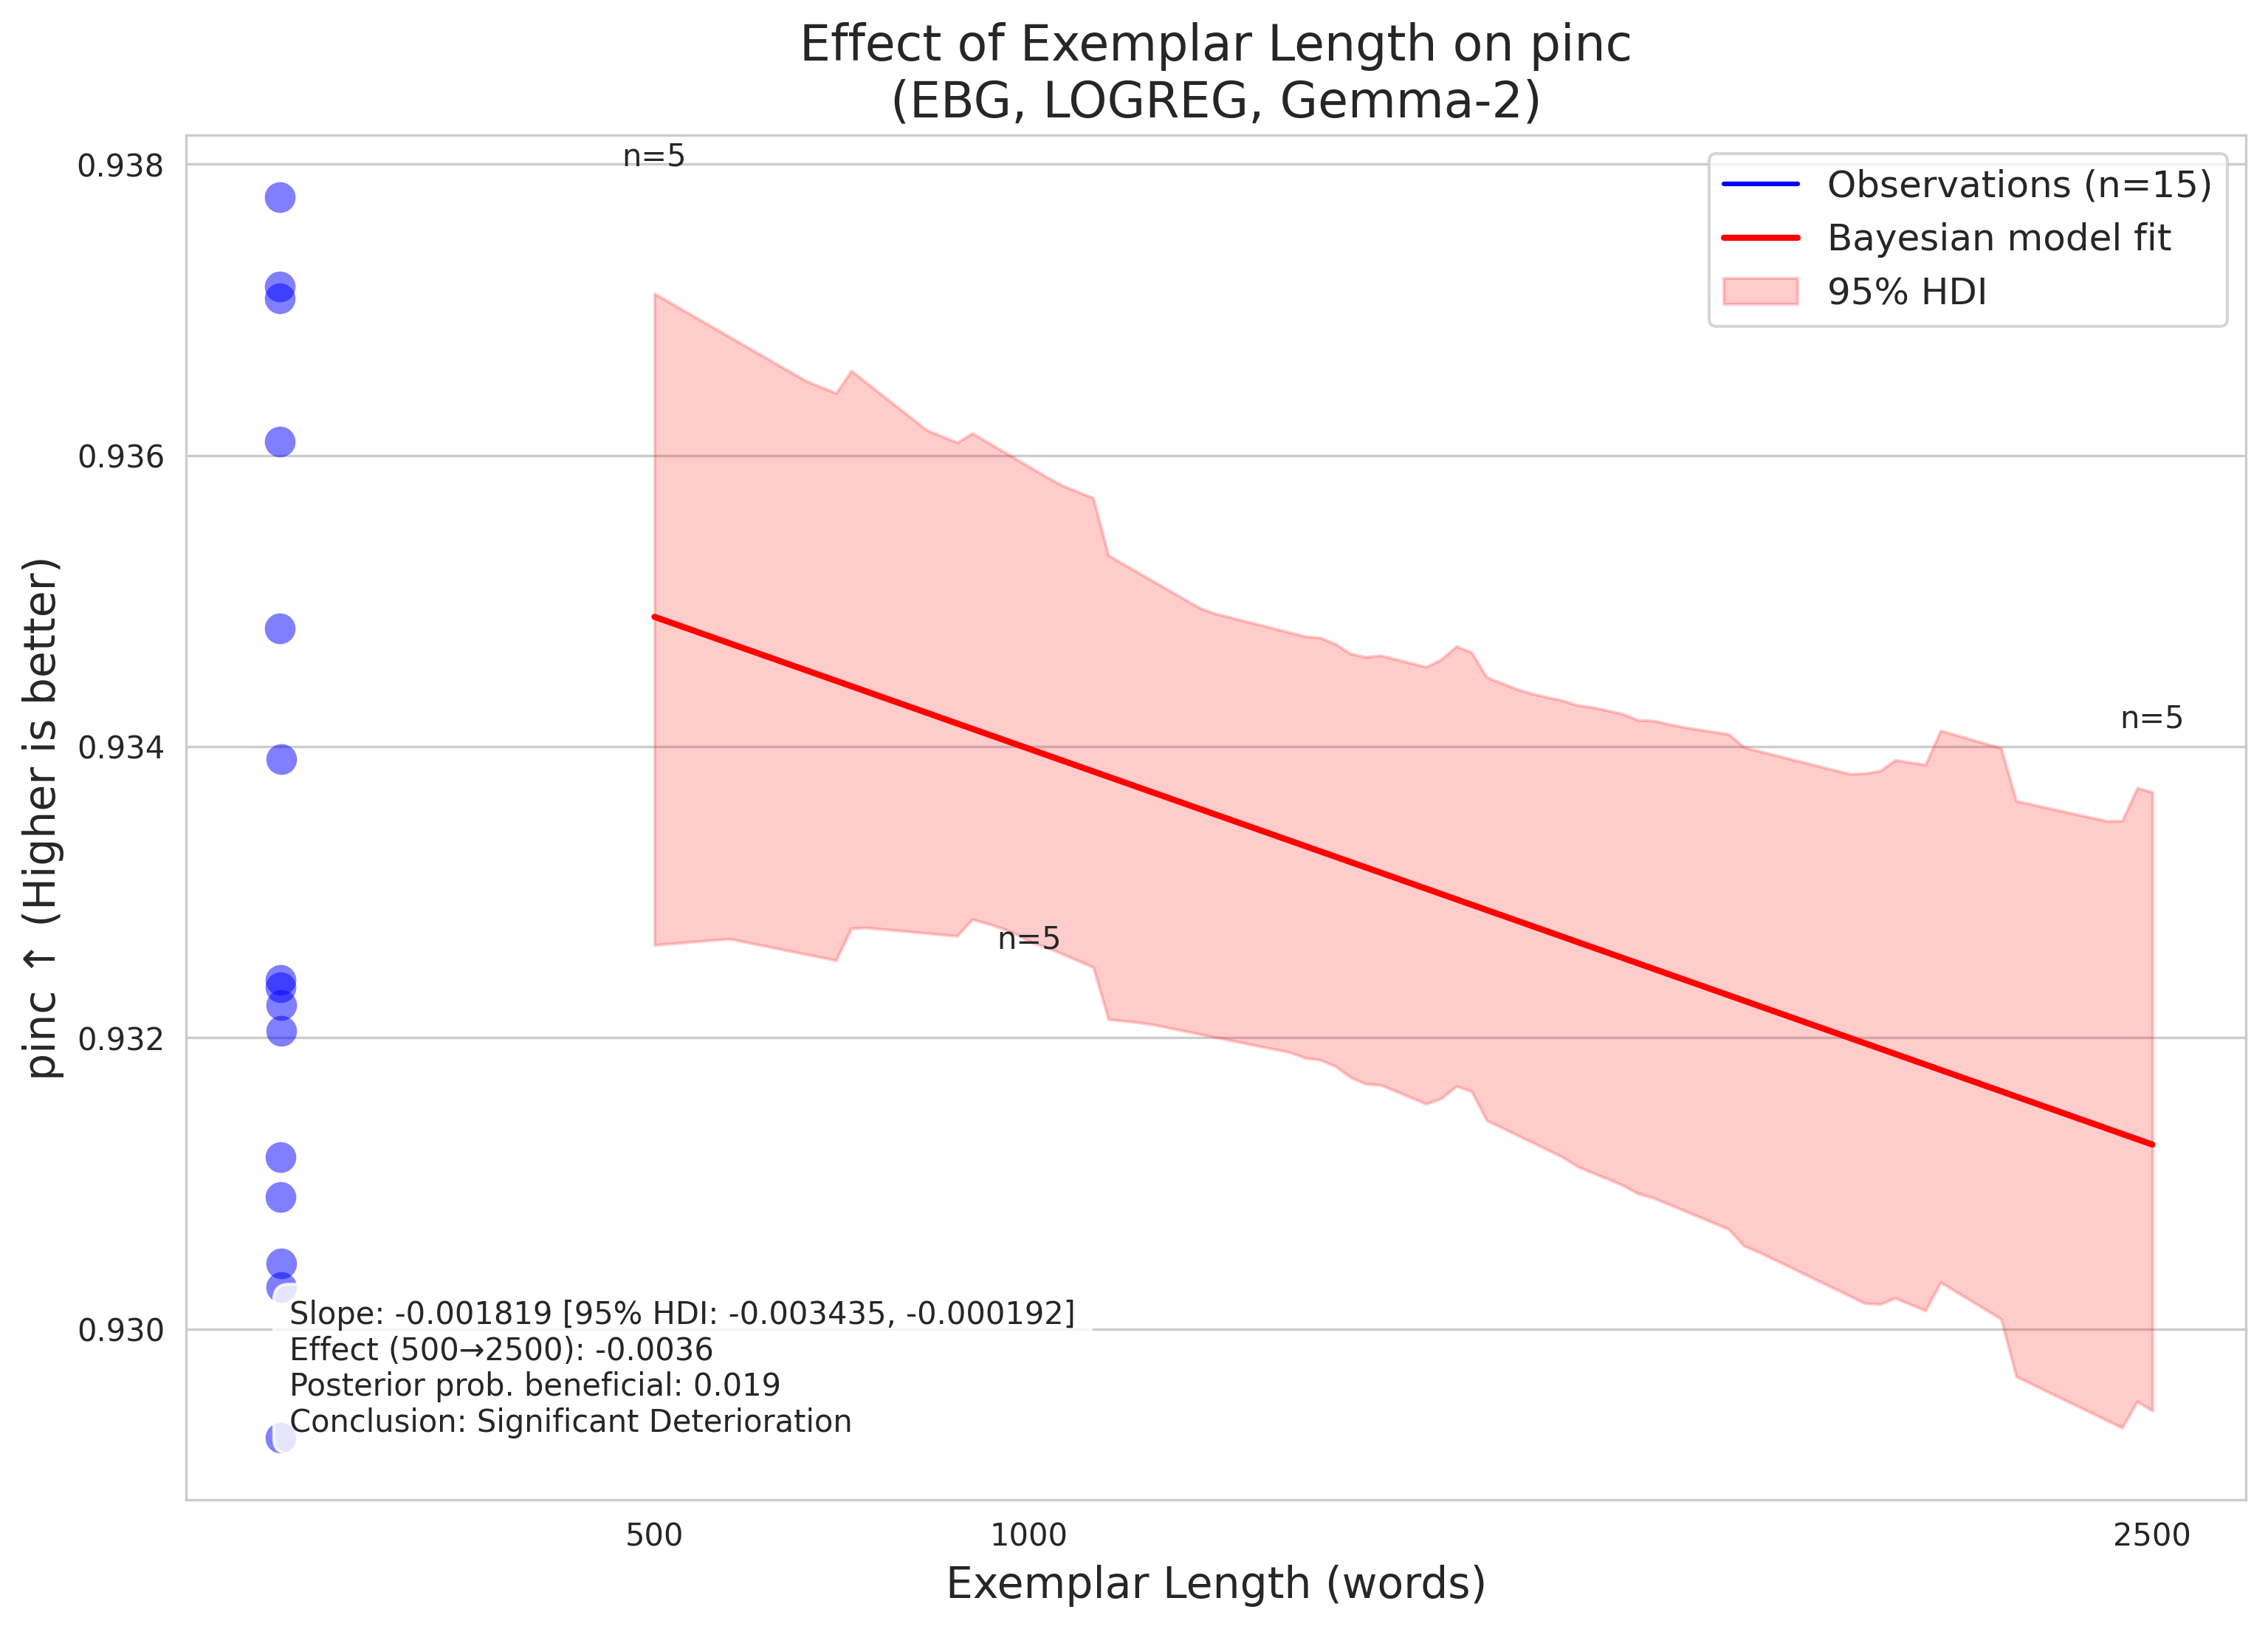 Effect of Exemplar Length on pinc
(EBG, LOGREG, Gemma-2)
n=5
n=5
n=5
Observations (n=15)
Bayesian model fit
95% HDI
pinc ↑ (Higher is better)
0.938
0.936
0.934
0.932
0.930
Slope: -0.001819 [95% HDI: -0.003435, -0.000192]
Effect (500→2500): -0.0036
Posterior prob. beneficial: 0.019
Conclusion: Significant Deterioration
500
1000
2500
Exemplar Length (words)